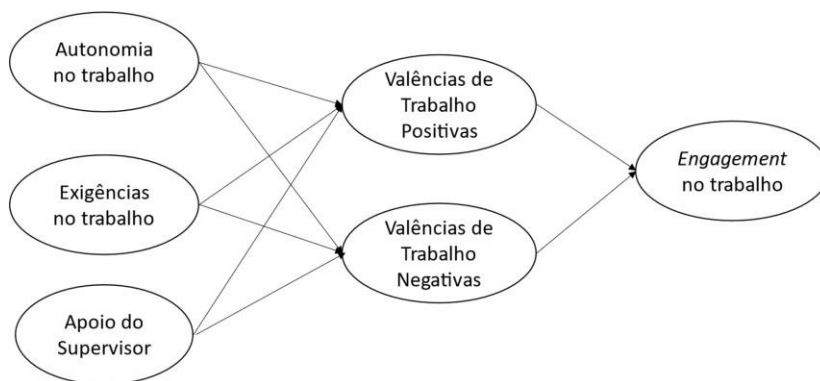 Autonomia
no trabalho
Exigências
no trabalho
Apoio do
Supervisor
Valências de
Trabalho
Positivas
Valências de
Trabalho
Negativas
Engagement
no trabalho